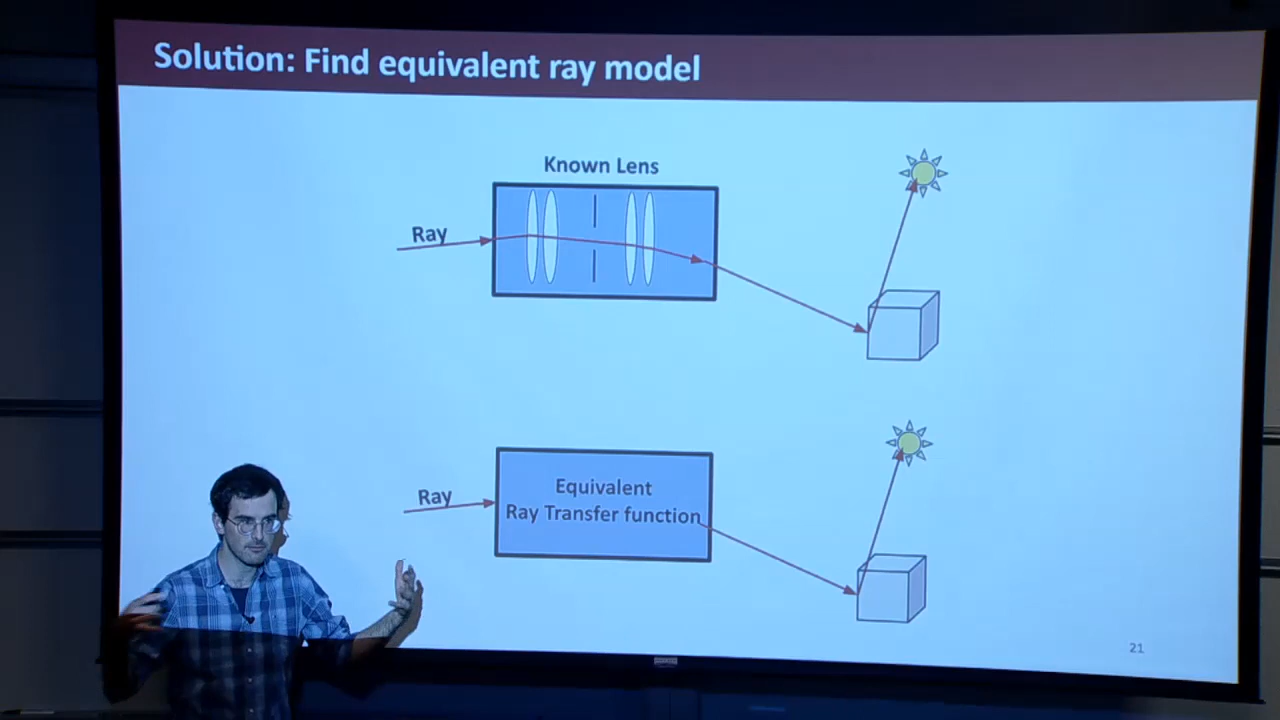 Solution: Find equivalent ray model
Known Lens
Ray
Equivalent
Ray Transfer function
Ray
21